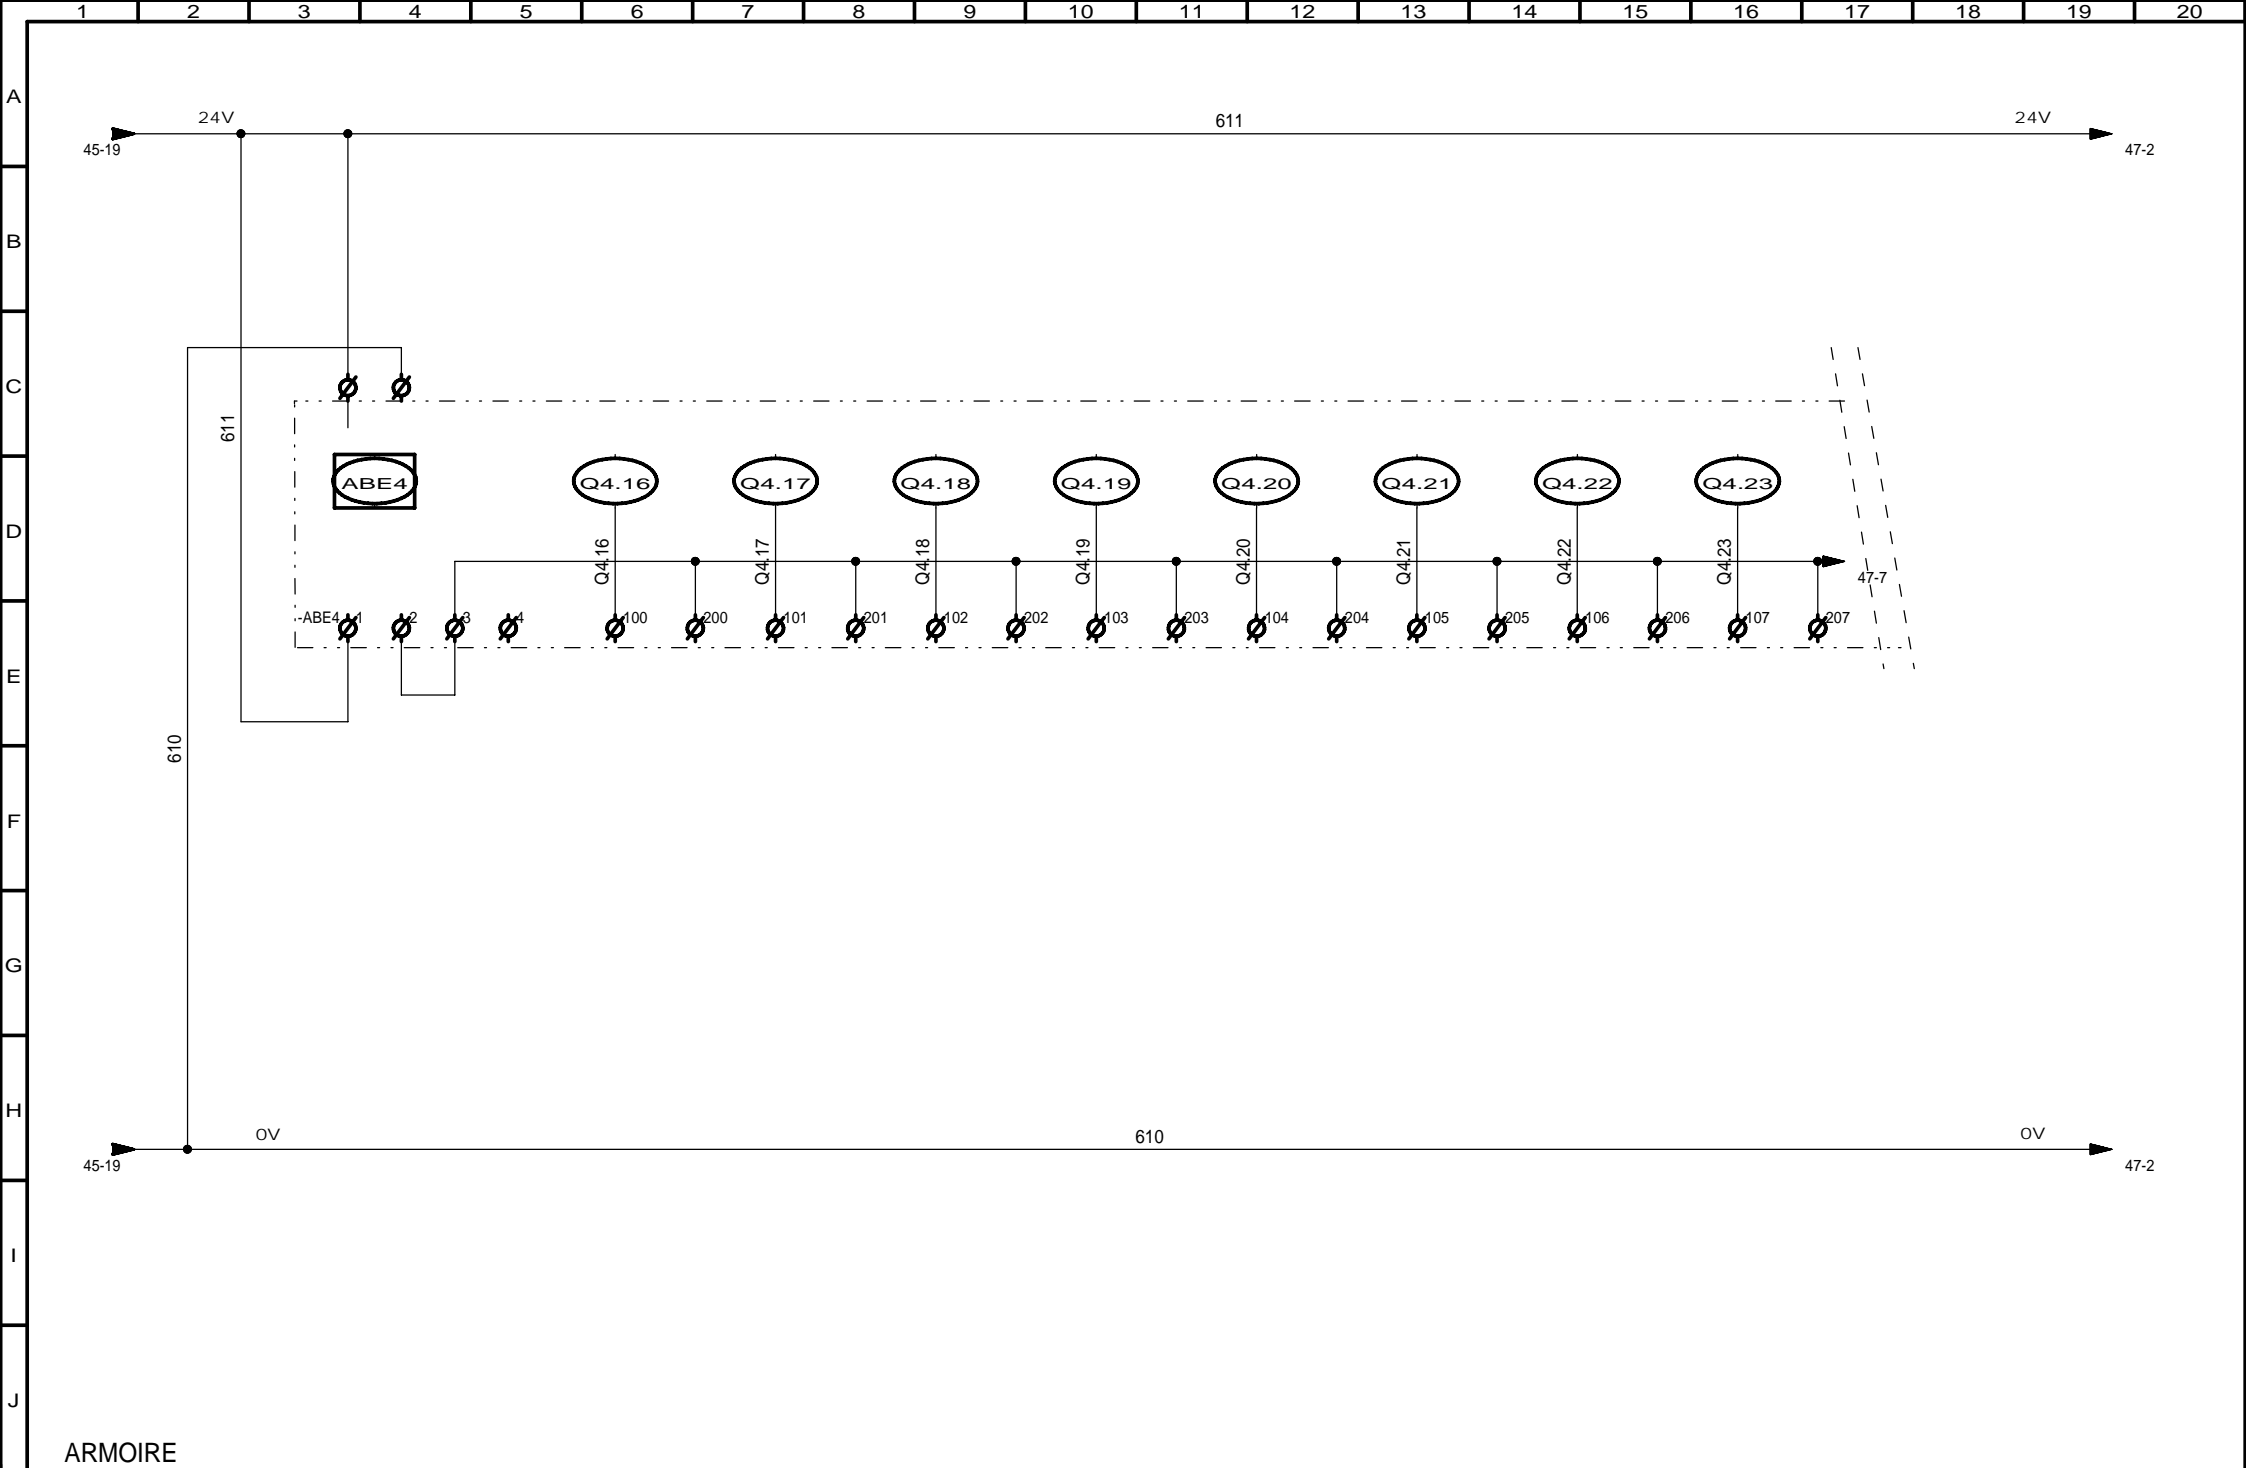 1 2 3 4 5 6 7 8 9 10 11 12 13 14 15 16 17 18 19 20
A
24V 611 24V
45-19 47-2
B
C
611
ABE4 Q4.16 Q4.17 Q4.18 Q4.19 Q4.20 Q4.21 Q4.22 Q4.23
D
Q4.16 Q4.17 Q4.18 Q4.19 Q4.20 Q4.21 Q4.22 Q4.23
47-7
-ABE4 1 2 3 4 100 200 101 201 102 202 103 203 104 204 105 205 106 206 107 207
E
610
F
G
H
0V 610 0V
45-19 47-2
I
J
ARMOIRE